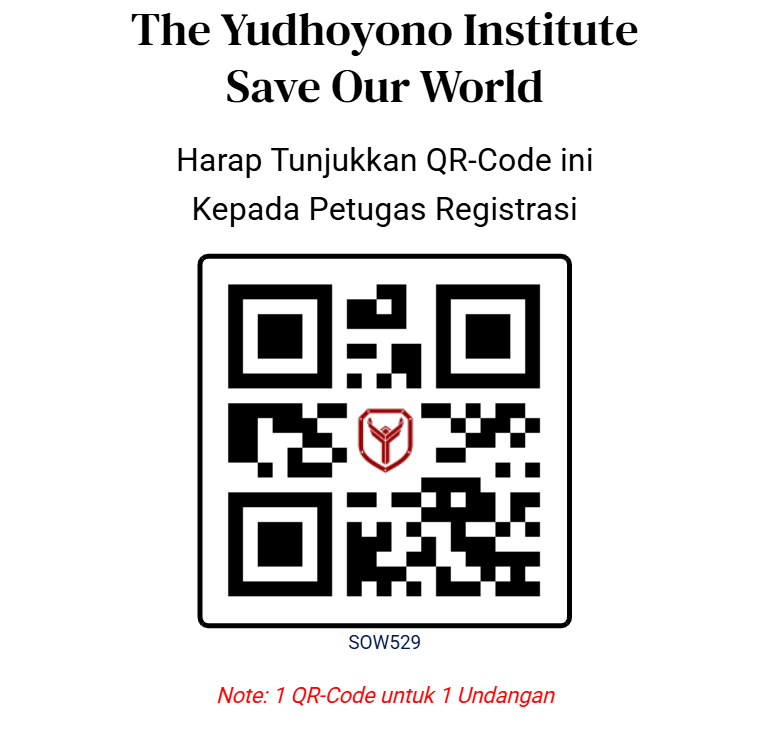 The Yudhoyono Institute
Save Our World
Harap Tunjukkan QR-Code ini
Kepada Petugas Registrasi
SOW529
Note: 1 QR-Code untuk 1 Undangan